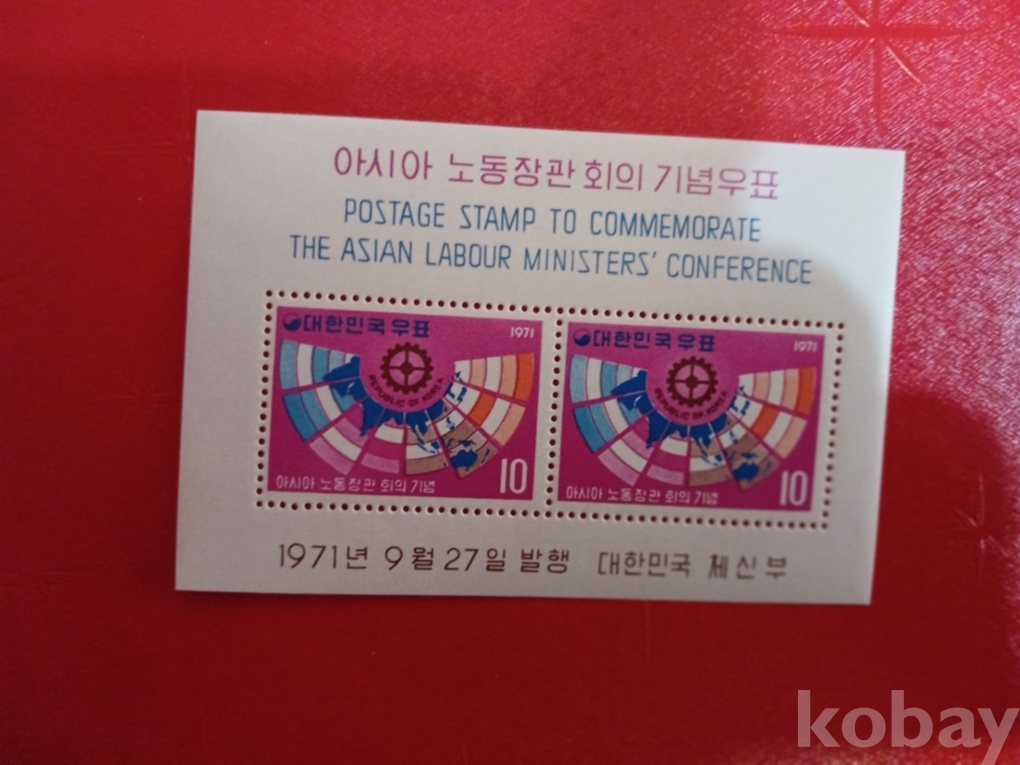 아시아 노동장관 회의 기념우표
POSTAGE STAMP TO COMMEMORATE
THE ASIAN LABOUR MINISTERS' CONFERENCE
대한민국우표 1971
REPUBLIC OF KOREA
아시아 노동장관 회의 기념 10
대한민국우표 1971
REPUBLIC OF KOREA
아시아 노동장관 회의 기념 10
1971년 9월 27일 발행 대한민국 체신부
kobay